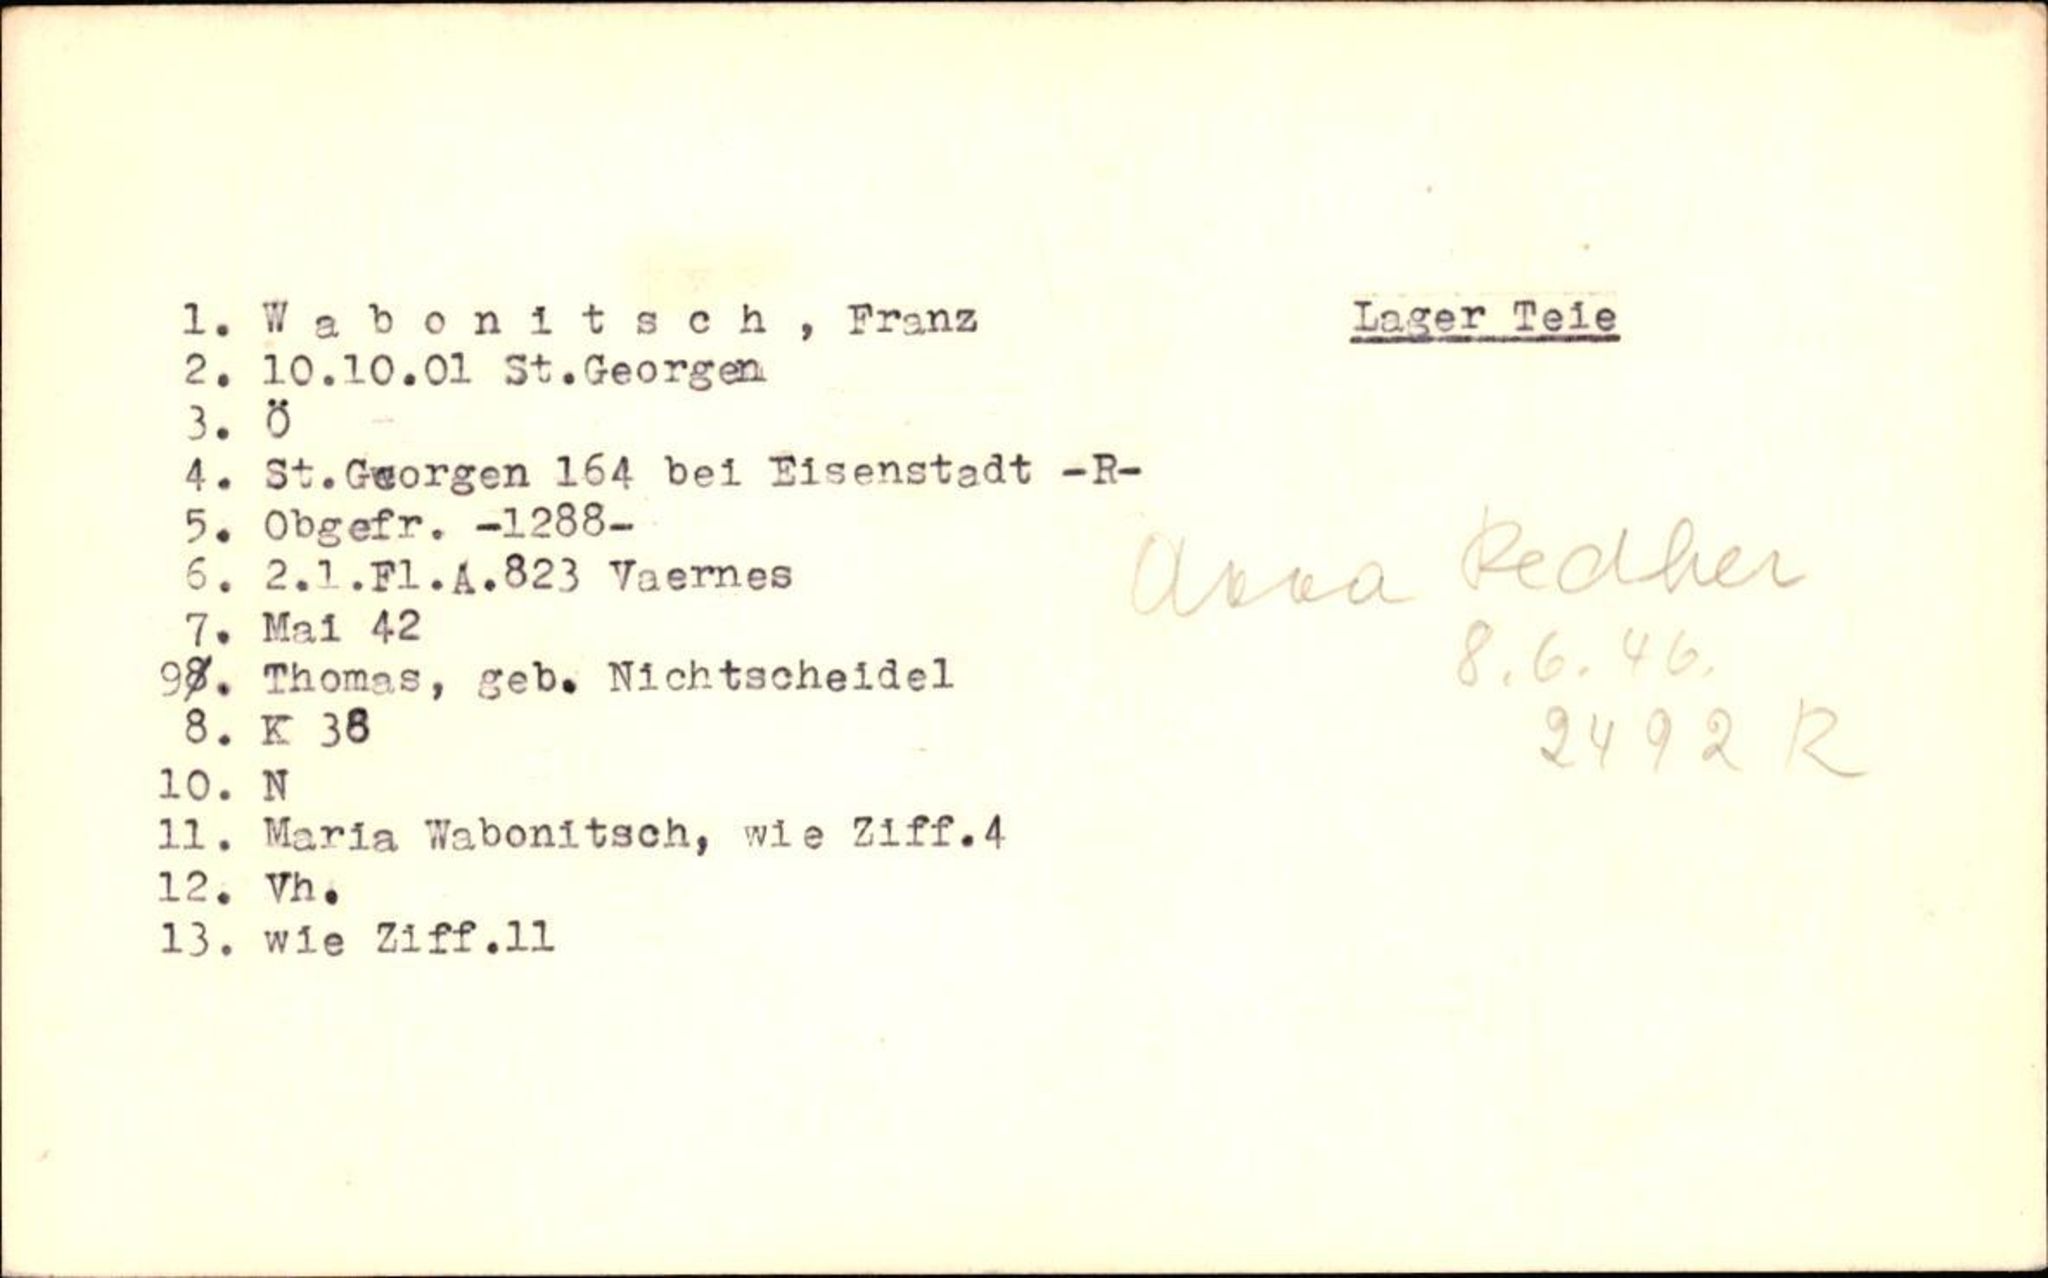 1. W a b o n i t s c h , Franz
Lager Teie
2. 10.10.01 St.Georgen
3. Ö
4. St.Georgen 164 bei Eisenstadt -R-
5. Obgefr. -1288-
6. 2.l.Fl.A.823 Vaernes
7. Mai 42
9. Thomas, geb. Nichtscheidel
8. K 38
10. N
11. Maria Wabonitsch, wie Ziff.4
12. Vh.
13. wie Ziff.11
8.6.46.
2492 R